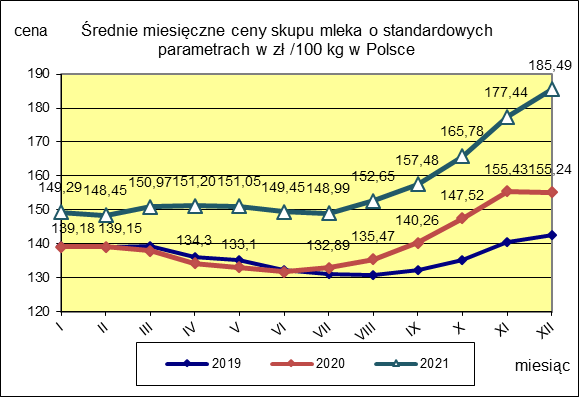 cena
Średnie miesięczne ceny skupu mleka o standardowych
parametrach w zł /100 kg w Polsce
190
180
170
160
150
140
130
120
185,49
177,44
165,78
157,48
152,65
149,29
148,45
150,97
151,20
151,05
149,45
148,99
155,43
155,24
147,52
140,26
135,47
132,89
139,18
139,15
134,3
133,1
I
II
III
IV
V
VI
VII
VIII
IX
X
XI
XII
2019
2020
2021
miesiąc